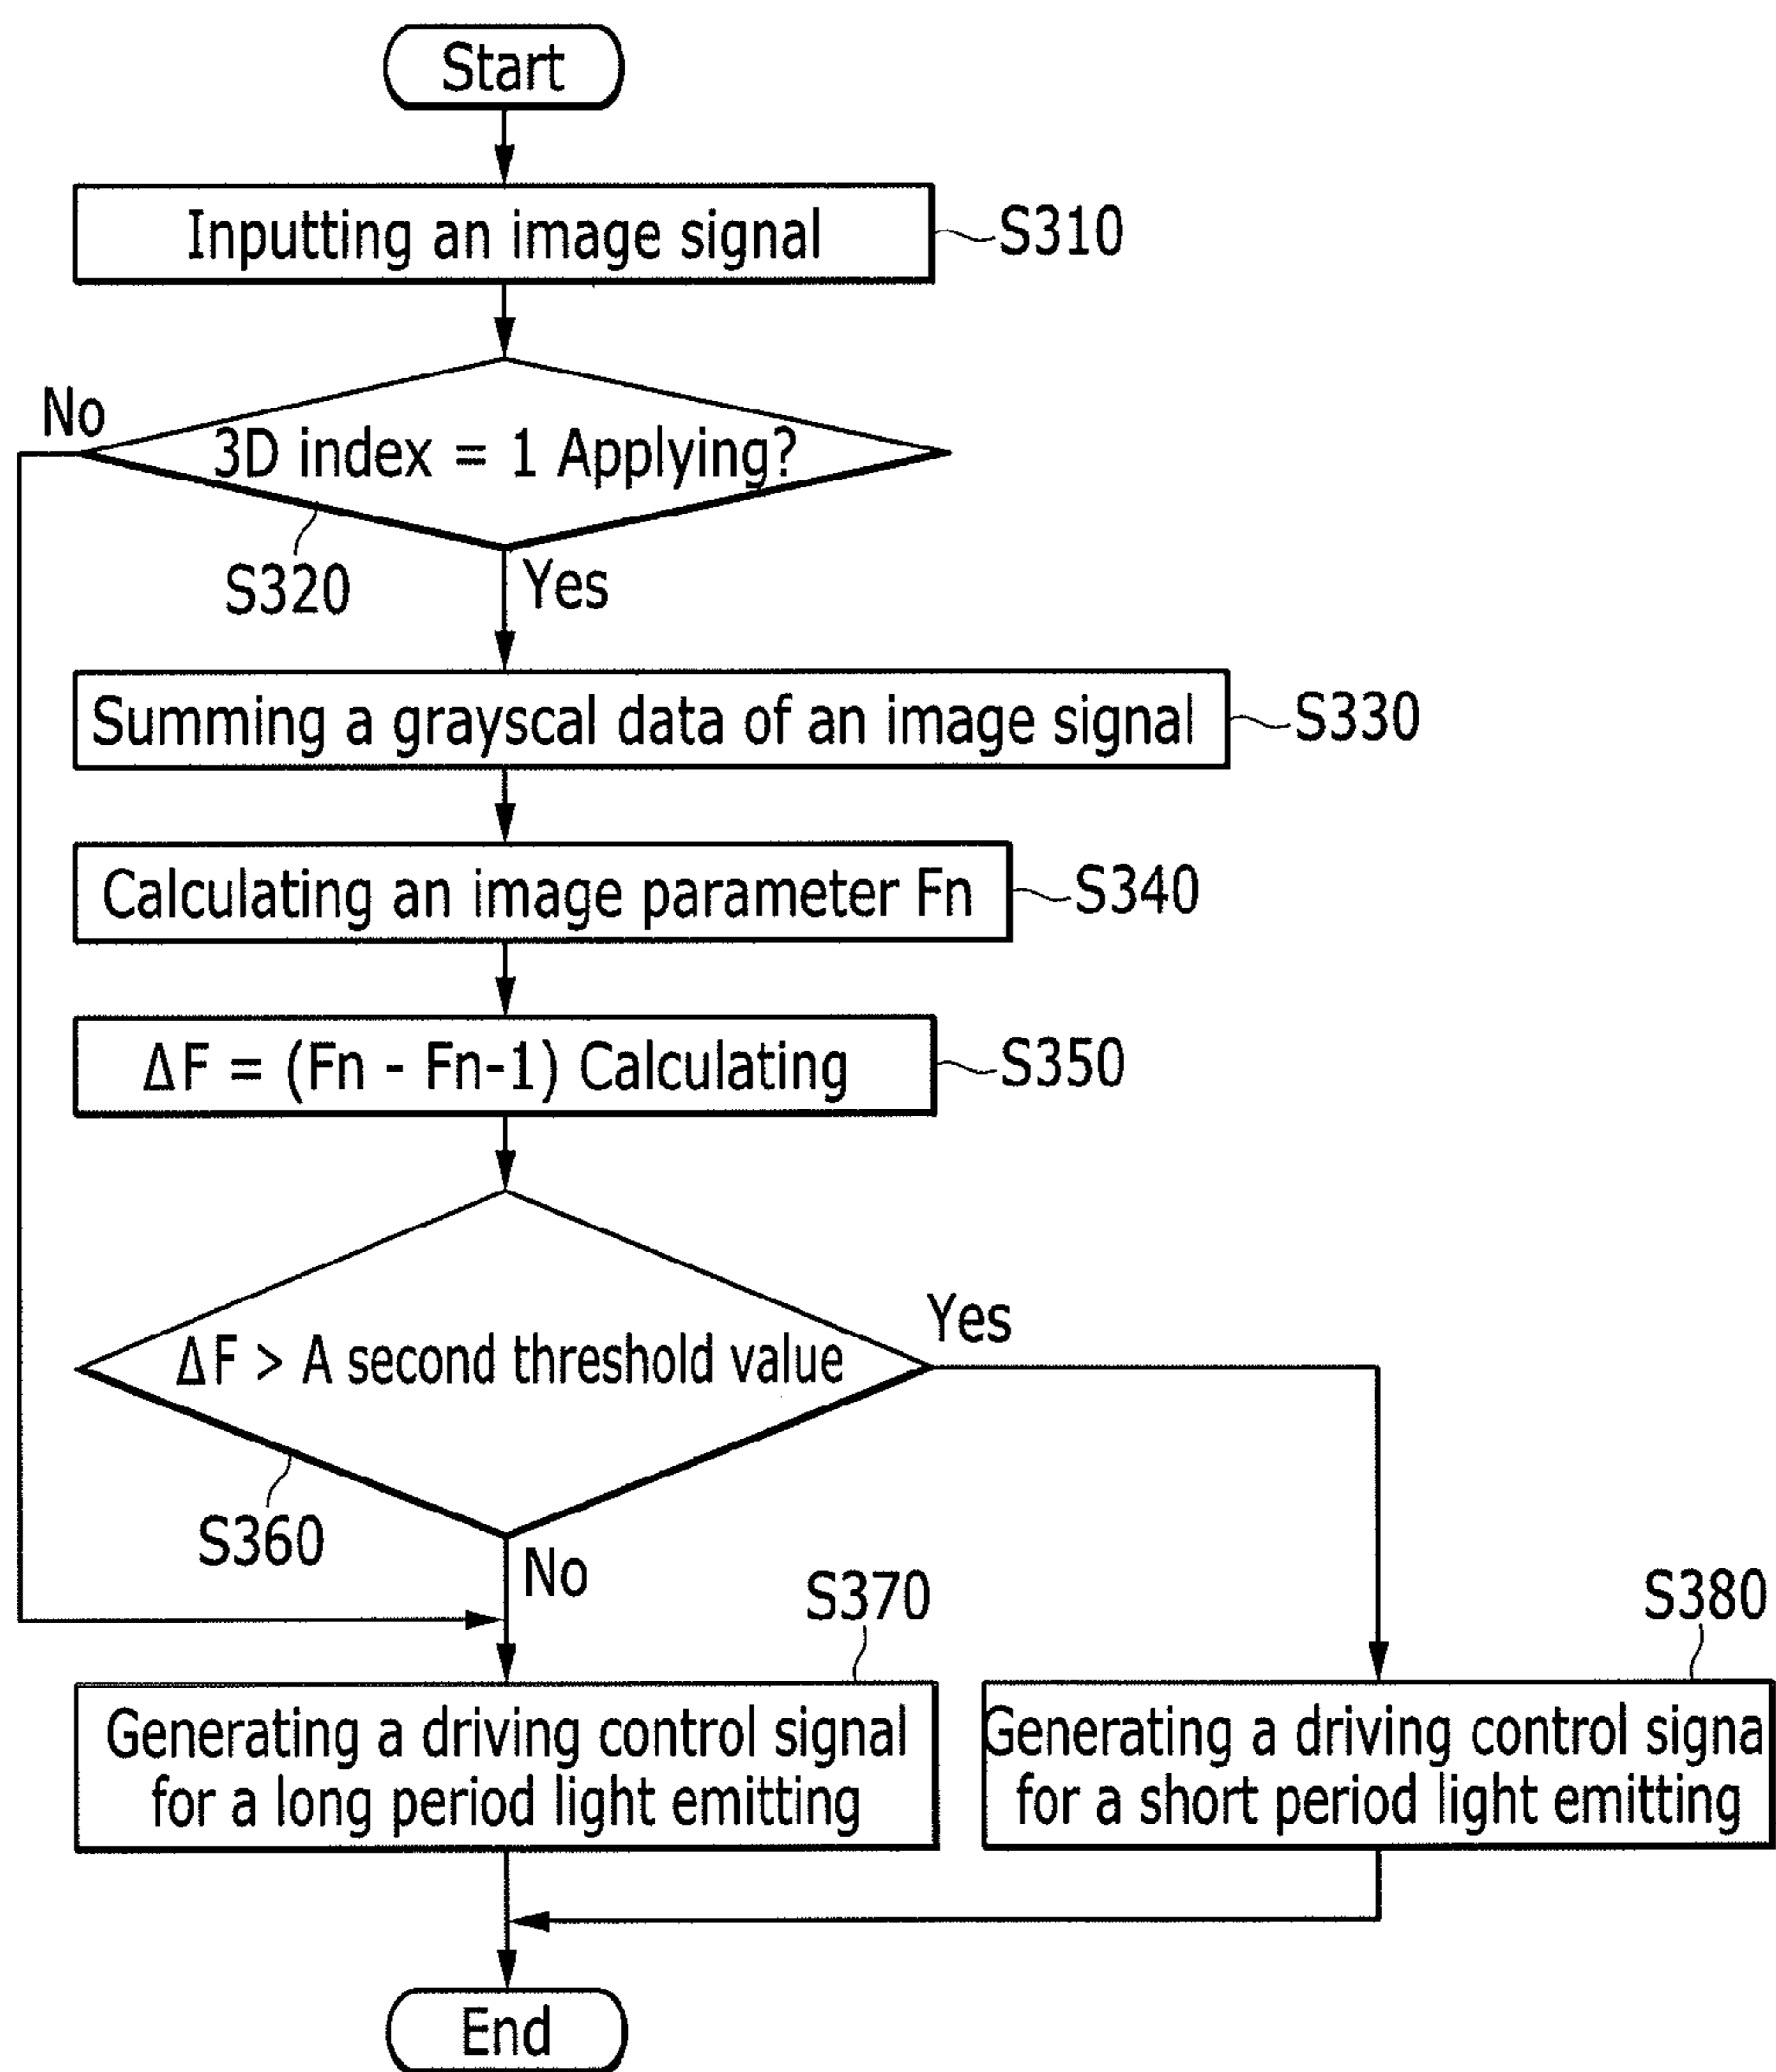 Start
Inputting an image signal
S310
No
3D index = 1 Applying?
S320
Yes
Summing a grayscal data of an image signal
S330
Calculating an image parameter Fn
S340
ΔF = (Fn - Fn-1) Calculating
S350
ΔF > A second threshold value
Yes
S360
No
S370
S380
Generating a driving control signal
for a long period light emitting
Generating a driving control signa
for a short period light emitting
End